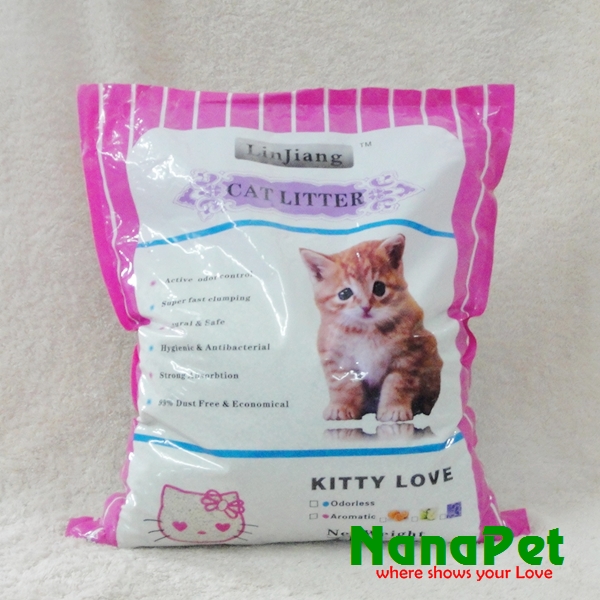 LinJiang TM
CAT LITTER
Active odor control
Super fast clumping
& Safe
Hygienic & Antibacterial
Strong Absorbtion
99% Dust Free & Economical
KITTY LOVE
Odorless
Aromatic
NanaPet
where shows your Love